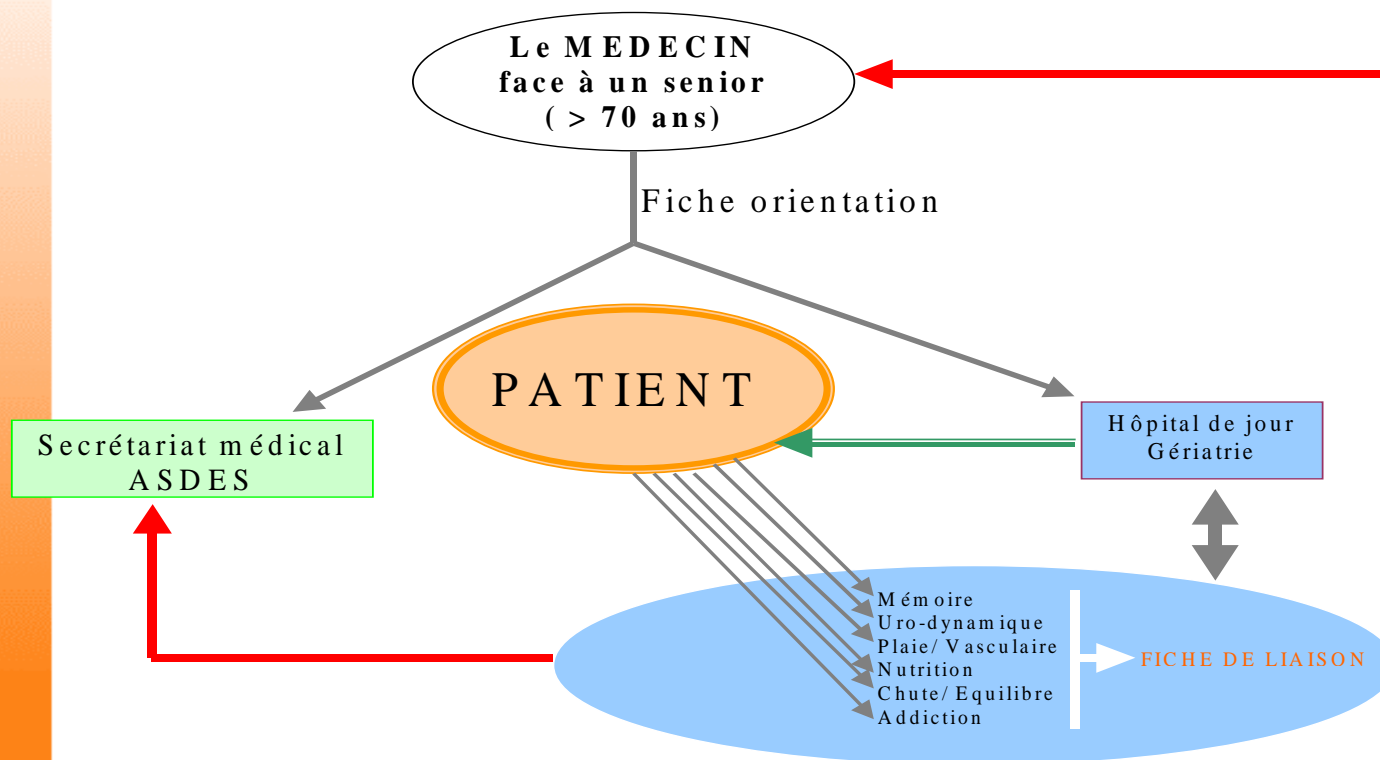 Le MEDECIN
face à un senior
( > 70 ans)
Fiche orientation
PATIENT
Secrétariat médical
ASDES
Hôpital de jour
Gériatrie
Mémoire
Uro-dynamique
Plaie/ Vasculaire
Nutrition
Chute/ Equilibre
Addiction
FICHE DE LIAISON